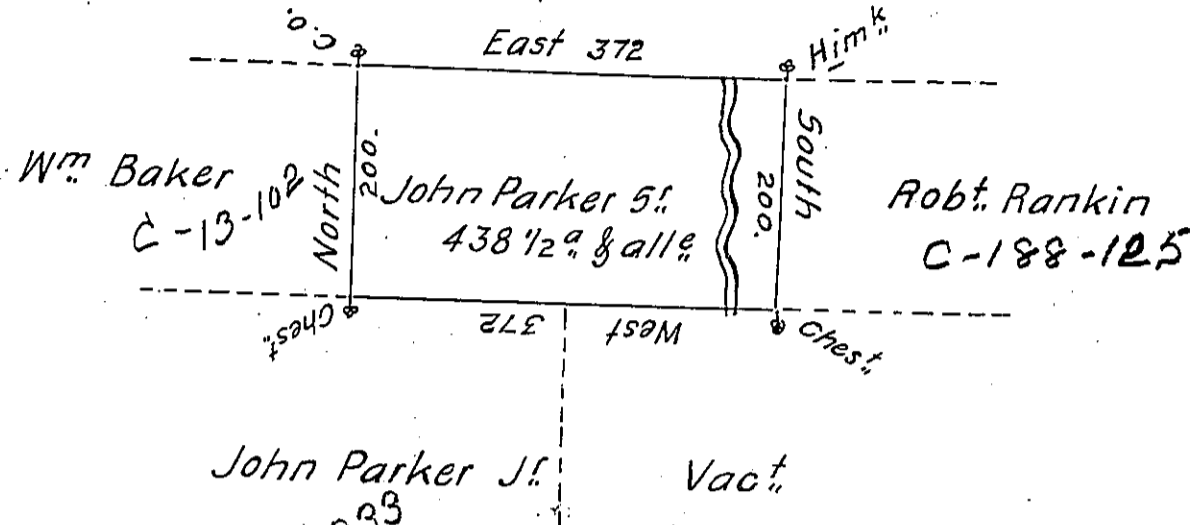 C.O.
East 372
Himk
Wm Baker
C-13-102
North
200.
John Parker Sr.
438 1/2 a & alle
South
200.
Robt. Rankin
C-188-125
Chest.
West 372
Chest.
John Parker Jr.
Vact.